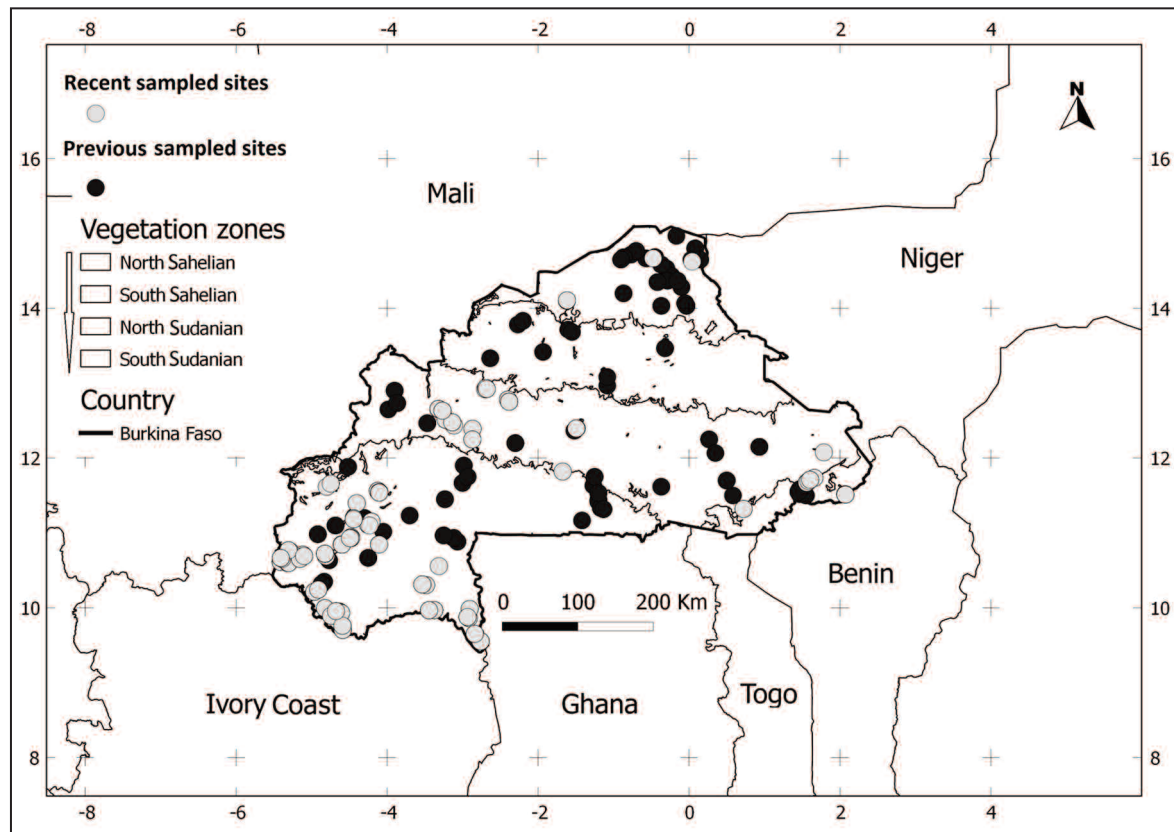 -8 -6 -4 -2 0 2 4
Recent sampled sites
Previous sampled sites
N
16 16
Mali
Vegetation zones
North Sahelian
South Sahelian
North Sudanian
South Sudanian
Niger
14 14
Country
Burkina Faso
12 12
Benin
10 10
0 100 200 Km
Ivory Coast
Ghana
Togo
8 8
-8 -6 -4 -2 0 2 4